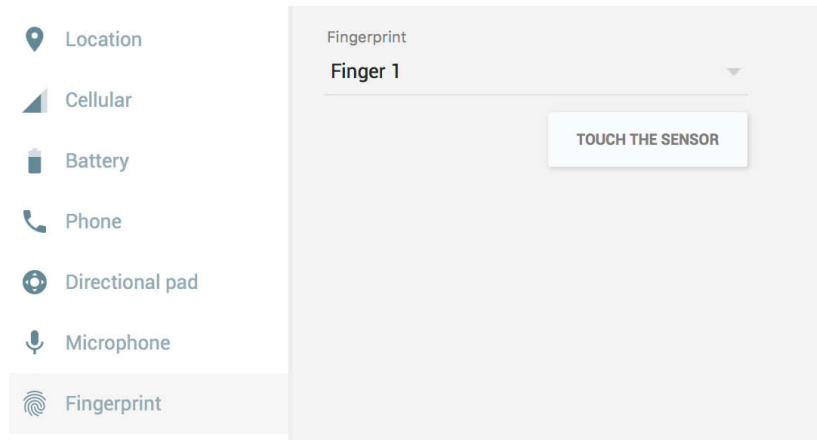 Location
Cellular
Battery
Phone
Directional pad
Microphone
Fingerprint
Fingerprint
Finger 1
TOUCH THE SENSOR